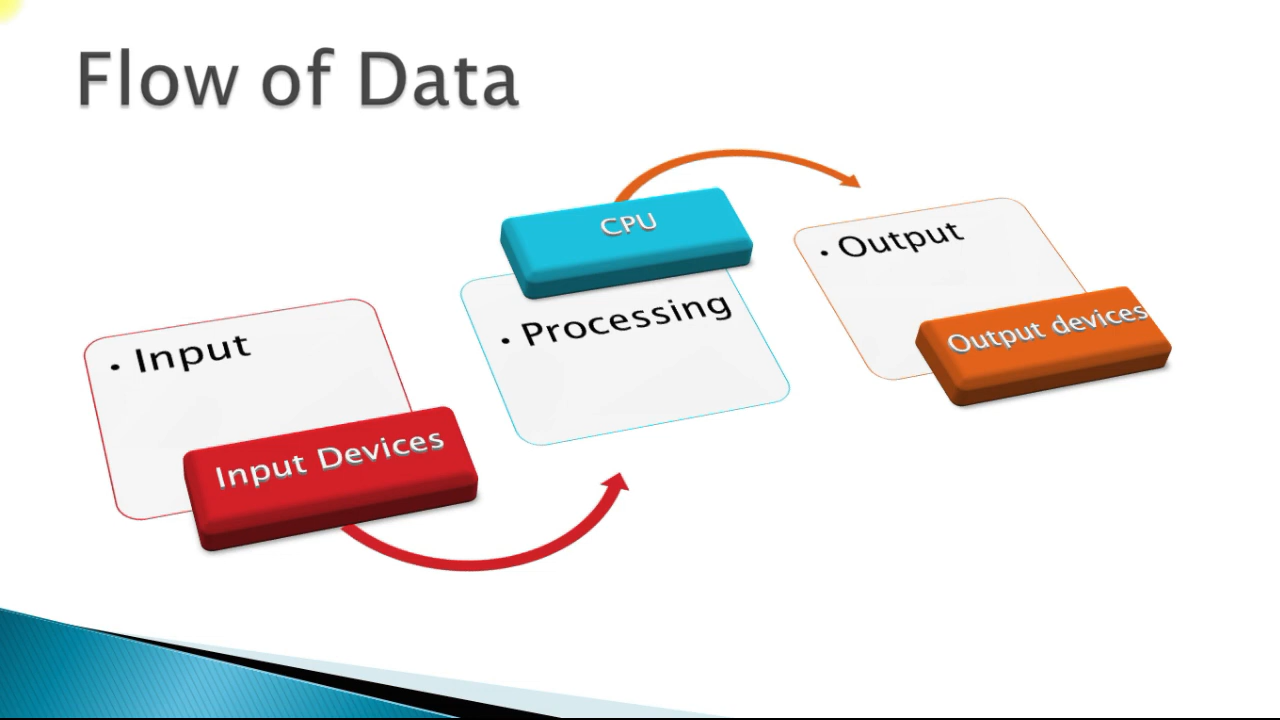 Flow of Data
• Input
Input Devices
CPU
• Processing
• Output
Output devices